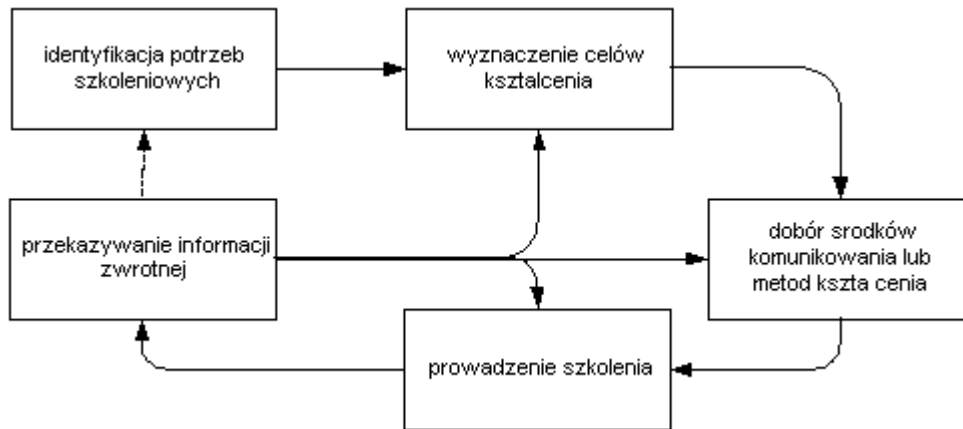 identyfikacja potrzeb
szkoleniowych
wyznaczenie celów
ksztalcenia
dobór srodków
komunikowania lub
metod kszta cenia
przekazywanie informacji
zwrotnej
prowadzenie szkolenia